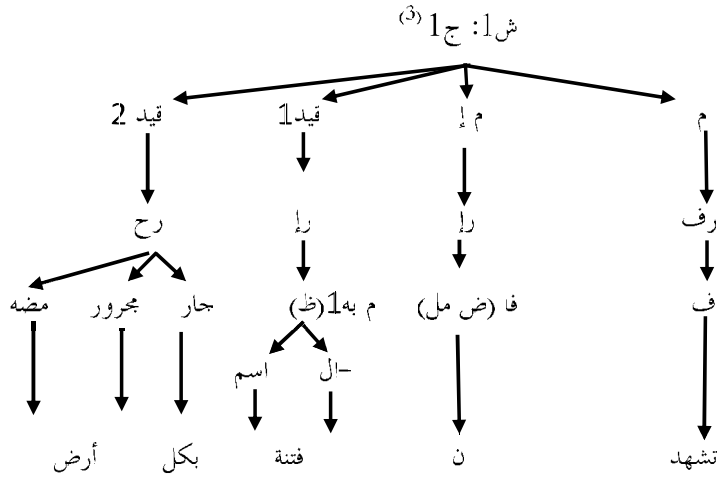 ش1: ج1 (3)
م م إ قيد1 قيد 2
رف رإ رإ رح
ف فا (ض مل) م به1(ظ) جار مجرور مضه
-ال اسم
تشهد ن فتنة بكل أرض